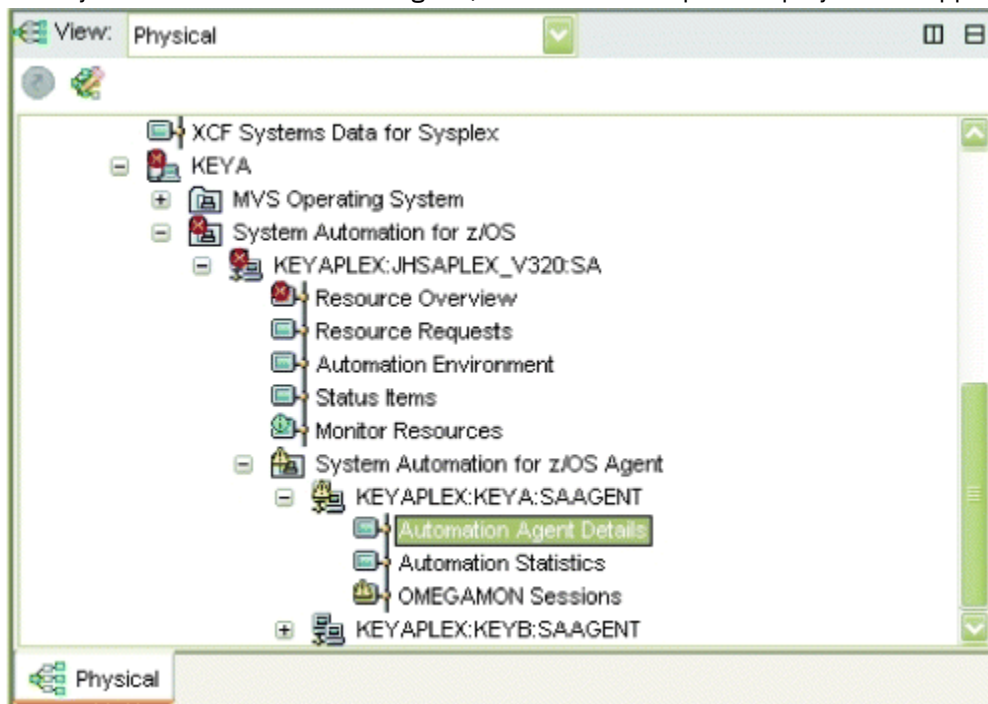 View: Physical
XCF Systems Data for Sysplex
KEYA
MVS Operating System
System Automation for z/OS
KEYAPLEX:JHSAPLEX_V320:SA
Resource Overview
Resource Requests
Automation Environment
Status Items
Monitor Resources
System Automation for z/OS Agent
KEYAPLEX:KEYA:SAAGENT
Automation Agent Details
Automation Statistics
OMEGAMON Sessions
KEYAPLEX:KEYB:SAAGENT
Physical